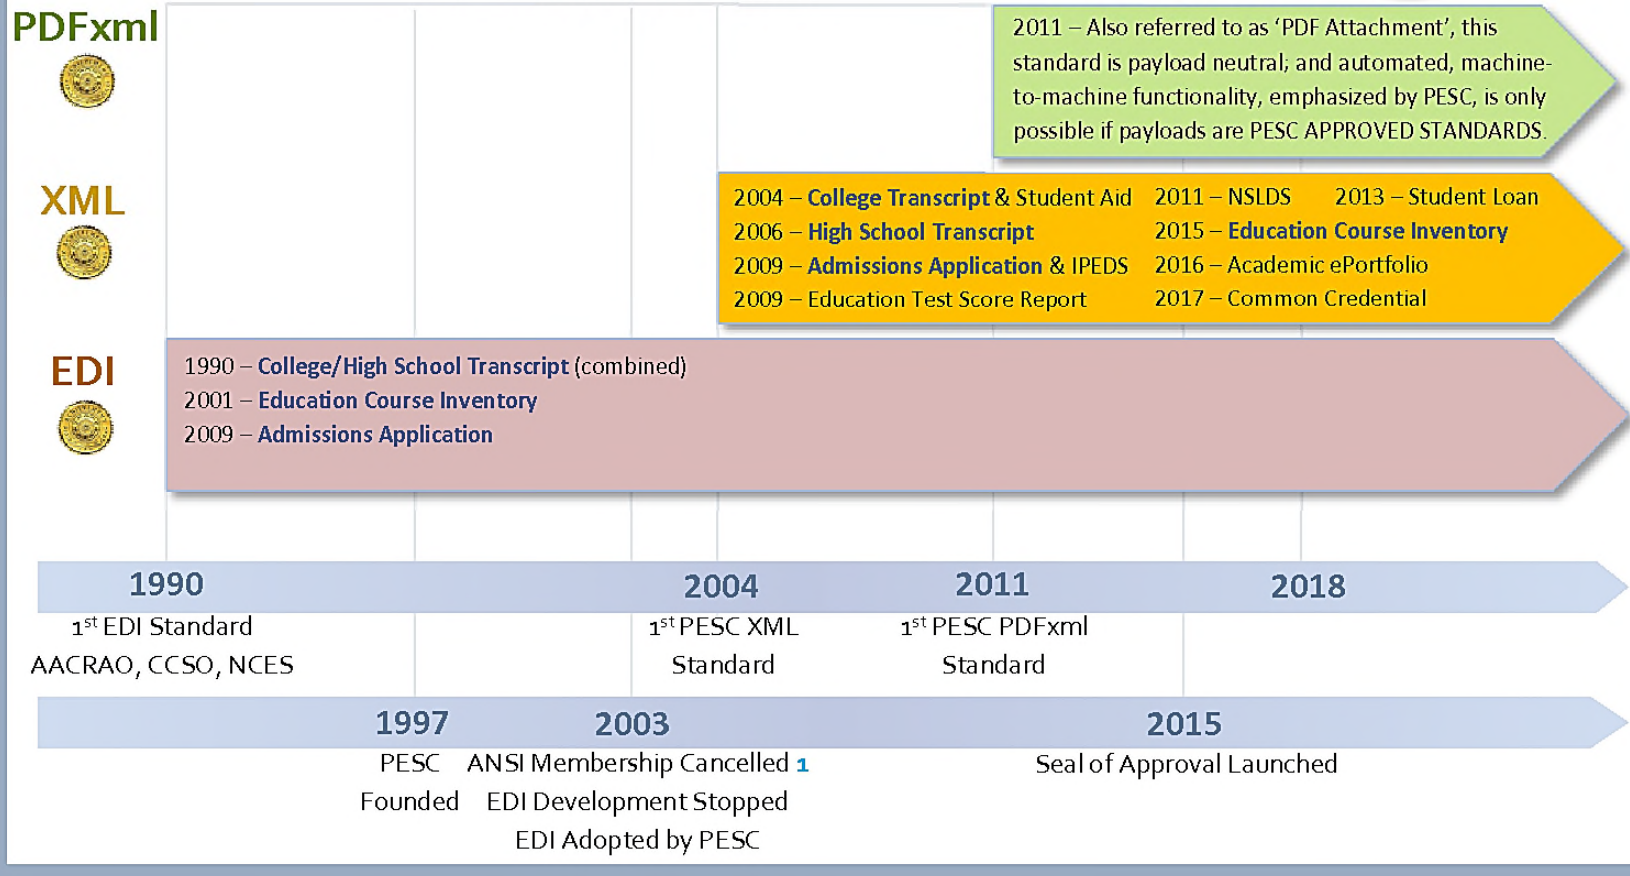 PDFxml
2011 – Also referred to as ‘PDF Attachment’, this
standard is payload neutral; and automated, machine-
to-machine functionality, emphasized by PESC, is only
possible if payloads are PESC APPROVED STANDARDS.
XML
2004 – College Transcript & Student Aid
2006 – High School Transcript
2009 – Admissions Application & IPEDS
2009 – Education Test Score Report
2011 – NSLDS 2013 – Student Loan
2015 – Education Course Inventory
2016 – Academic ePortfolio
2017 – Common Credential
EDI
1990 – College/High School Transcript (combined)
2001 – Education Course Inventory
2009 – Admissions Application
1990 2004 2011 2018
1st EDI Standard
AACRAO, CCSO, NCES
1st PESC XML
Standard
1st PESC PDFxml
Standard
1997 2003 2015
PESC
Founded
ANSI Membership Cancelled 1
EDI Development Stopped
EDI Adopted by PESC
Seal of Approval Launched